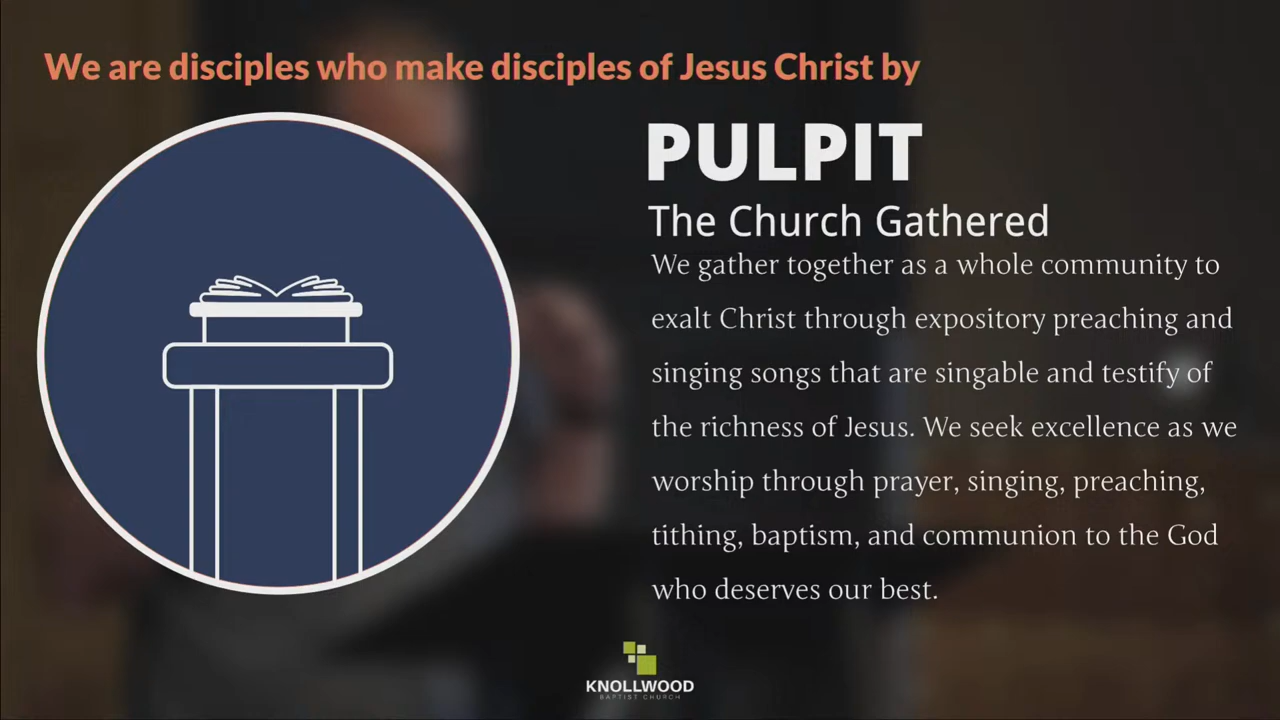 We are disciples who make disciples of Jesus Christ by
PULPIT
The Church Gathered
We gather together as a whole community to
exalt Christ through expository preaching and
singing songs that are singable and testify of
the richness of Jesus. We seek excellence as we
worship through prayer, singing, preaching,
tithing, baptism, and communion to the God
who deserves our best.
KNOLLWOOD
BAPTIST CHURCH